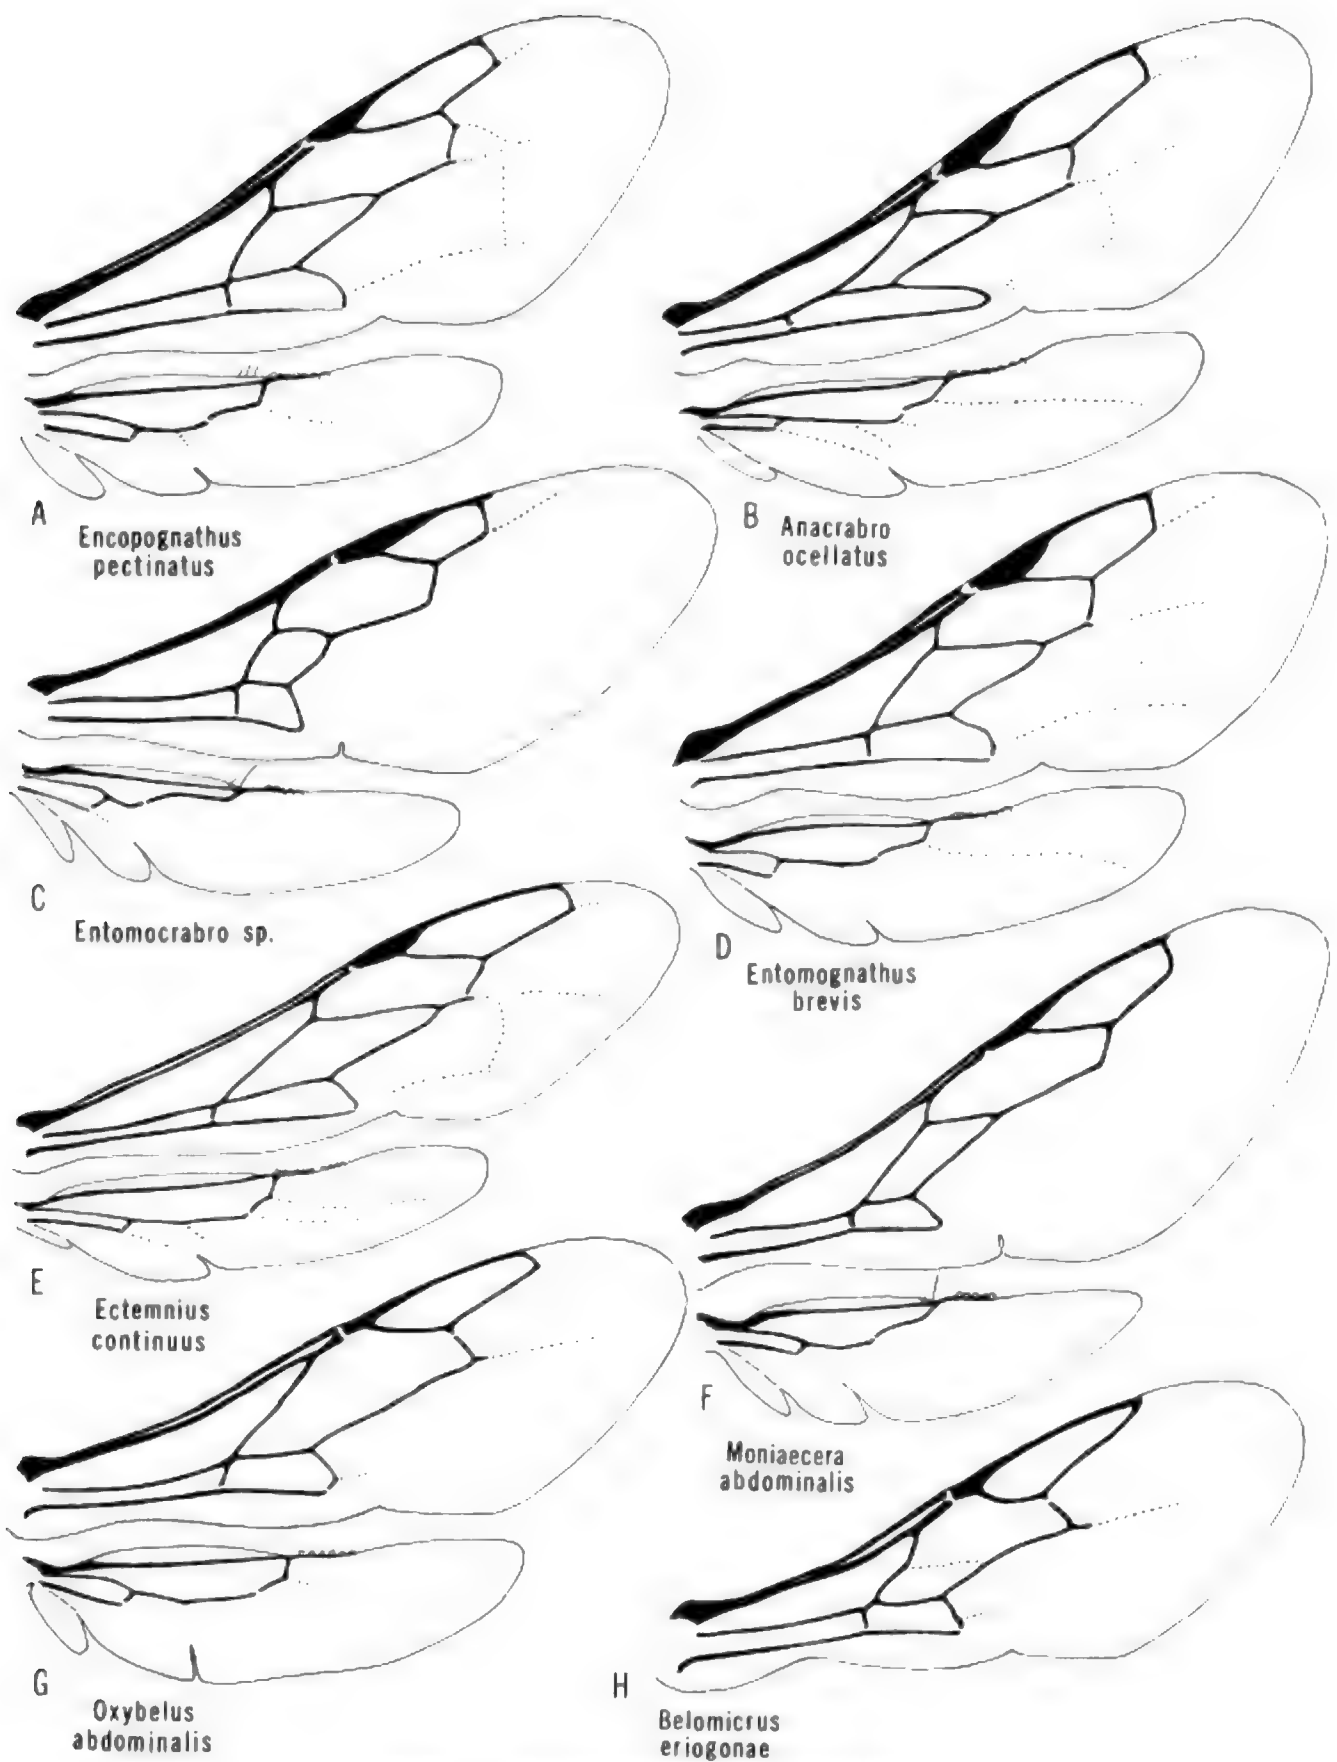 A
Encopognathus
pectinatus
B
Anacrabro
ocellatus
C
Entomocrabro sp.
D
Entomognathus
brevis
E
Ectemnius
continuus
F
Moniaecera
abdominalis
G
Oxybelus
abdominalis
H
Belomicrus
eriogonae